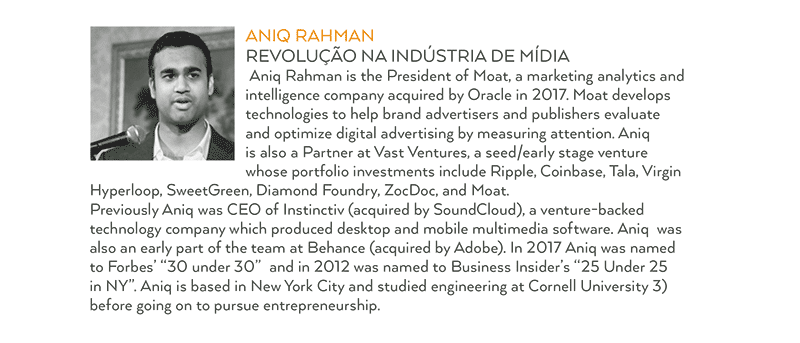 ANIQ RAHMAN
REVOLUÇÃO NA INDÚSTRIA DE MÍDIA
Aniq Rahman is the President of Moat, a marketing analytics and
intelligence company acquired by Oracle in 2017. Moat develops
technologies to help brand advertisers and publishers evaluate
and optimize digital advertising by measuring attention. Aniq
is also a Partner at Vast Ventures, a seed/early stage venture
whose portfolio investments include Ripple, Coinbase, Tala, Virgin
Hyperloop, SweetGreen, Diamond Foundry, ZocDoc, and Moat.
Previously Aniq was CEO of Instinctiv (acquired by SoundCloud), a venture-backed
technology company which produced desktop and mobile multimedia software. Aniq was
also an early part of the team at Behance (acquired by Adobe). In 2017 Aniq was named
to Forbes’ “30 under 30” and in 2012 was named to Business Insider’s “25 Under 25
in NY”. Aniq is based in New York City and studied engineering at Cornell University 3)
before going on to pursue entrepreneurship.